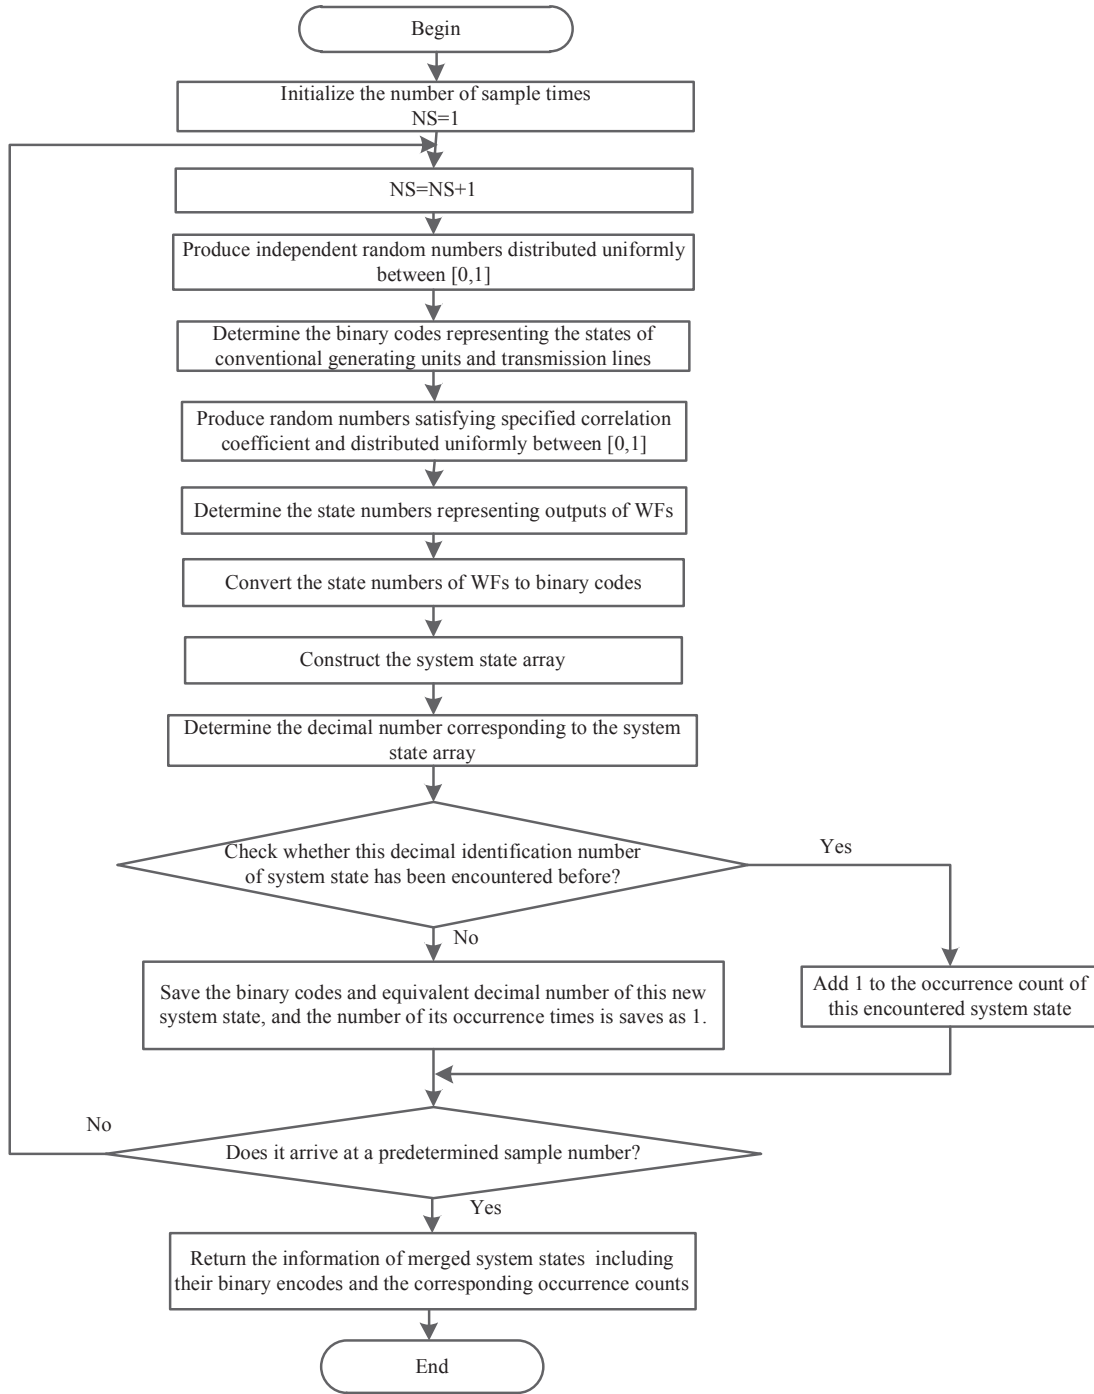 Begin
Initialize the number of sample times
NS=1
NS=NS+1
Produce independent random numbers distributed uniformly
between [0,1]
Determine the binary codes representing the states of
conventional generating units and transmission lines
Produce random numbers satisfying specified correlation
coefficient and distributed uniformly between [0,1]
Determine the state numbers representing outputs of WFs
Convert the state numbers of WFs to binary codes
Construct the system state array
Determine the decimal number corresponding to the system
state array
Check whether this decimal identification number
of system state has been encountered before?
Yes
No
Save the binary codes and equivalent decimal number of this new
system state, and the number of its occurrence times is saves as 1.
Add 1 to the occurrence count of
this encountered system state
No
Does it arrive at a predetermined sample number?
Yes
Return the information of merged system states including
their binary encodes and the corresponding occurrence counts
End